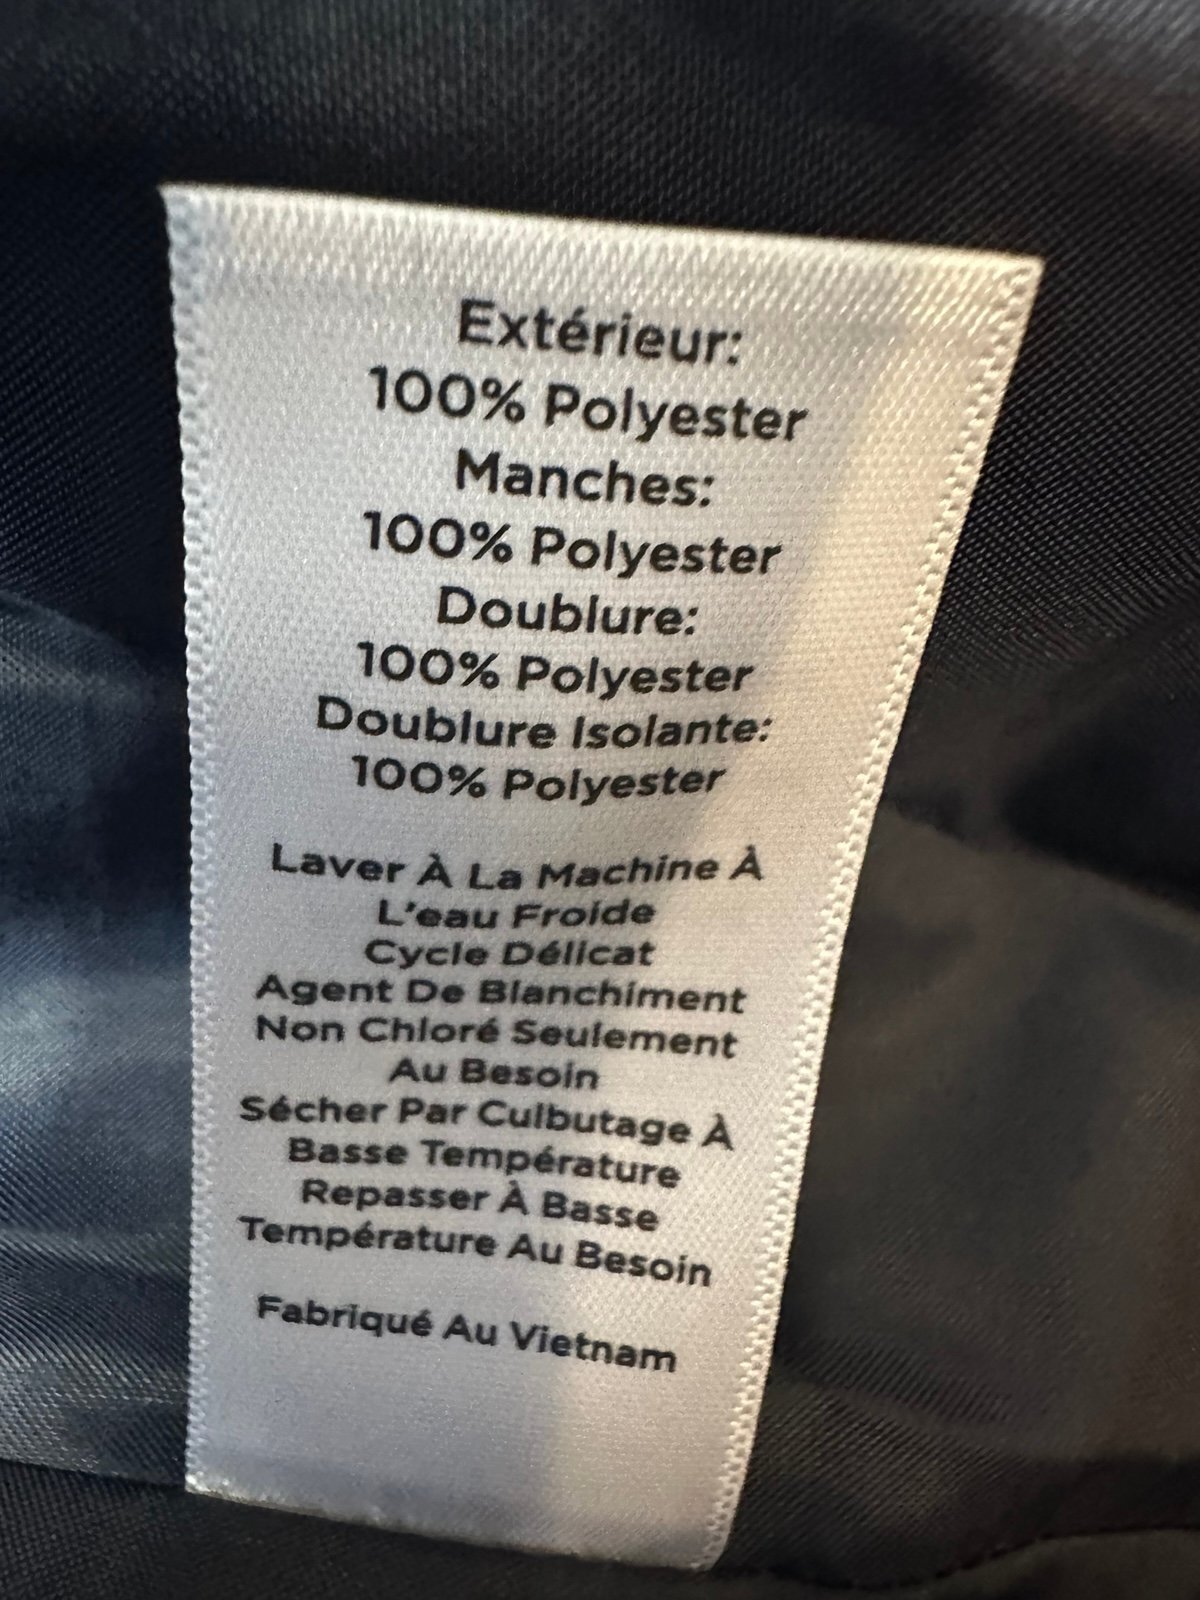 Extérieur:
100% Polyester
Manches:
100% Polyester
Doublure:
100% Polyester
Doublure Isolante:
100% Polyester
Laver À La Machine À
L'eau Froide
Cycle Délicat
Agent De Blanchiment
Non Chloré Seulement
Au Besoin
Sécher Par Culbutage À
Basse Température
Repasser À Basse
Température Au Besoin
Fabriqué Au Vietnam